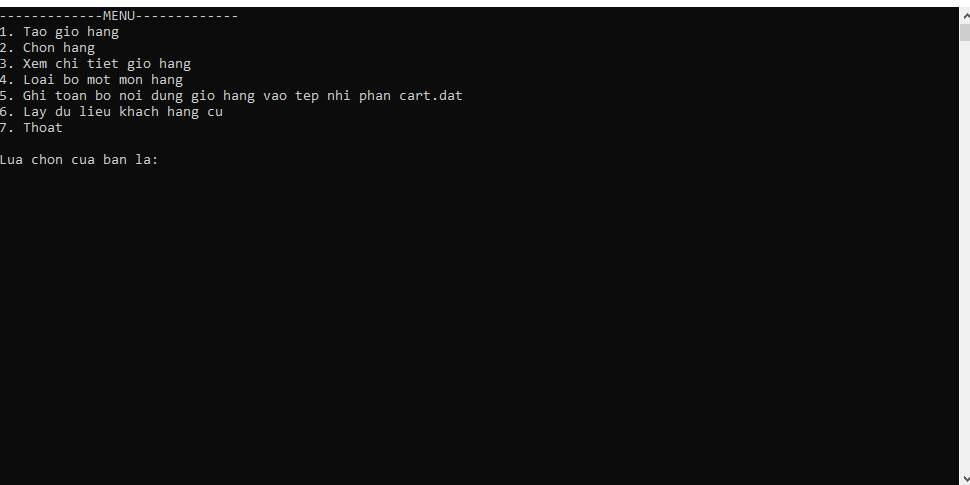 -------------MENU-------------
1. Tao gio hang
2. Chon hang
3. Xem chi tiet gio hang
4. Loai bo mot mon hang
5. Ghi toan bo noi dung gio hang vao tep nhi phan cart.dat
6. Lay du lieu khach hang cu
7. Thoat
Lua chon cua ban la: